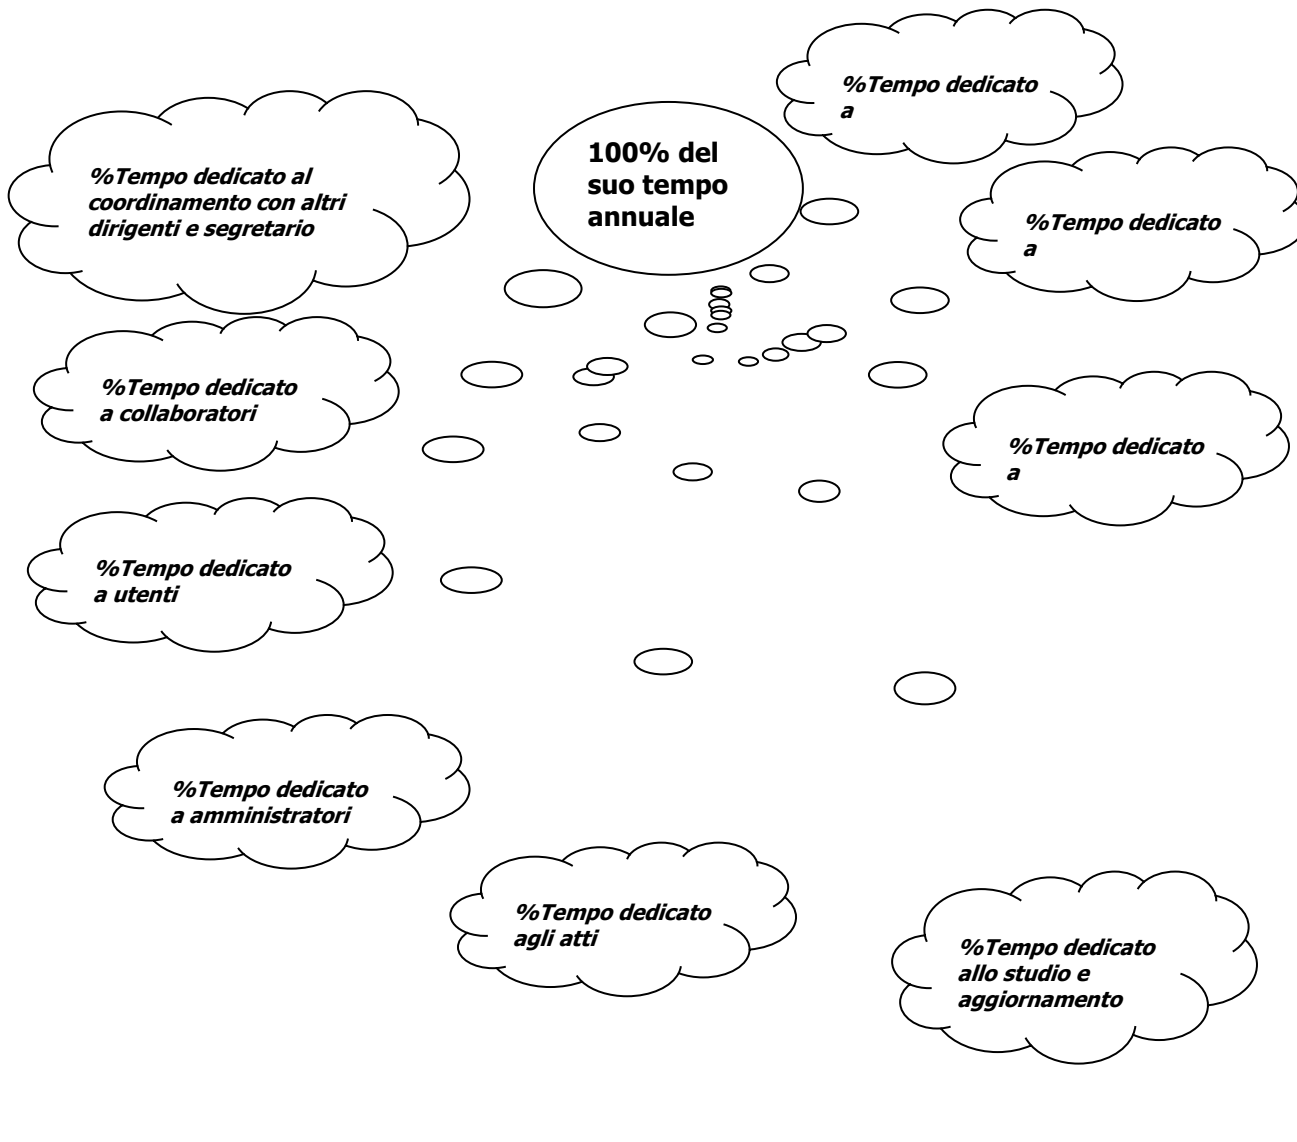 %Tempo dedicato
a
100% del
suo tempo
annuale
%Tempo dedicato al
coordinamento con altri
dirigenti e segretario
%Tempo dedicato
a
%Tempo dedicato
a collaboratori
%Tempo dedicato
a
%Tempo dedicato
a utenti
%Tempo dedicato
a amministratori
%Tempo dedicato
agli atti
%Tempo dedicato
allo studio e
aggiornamento